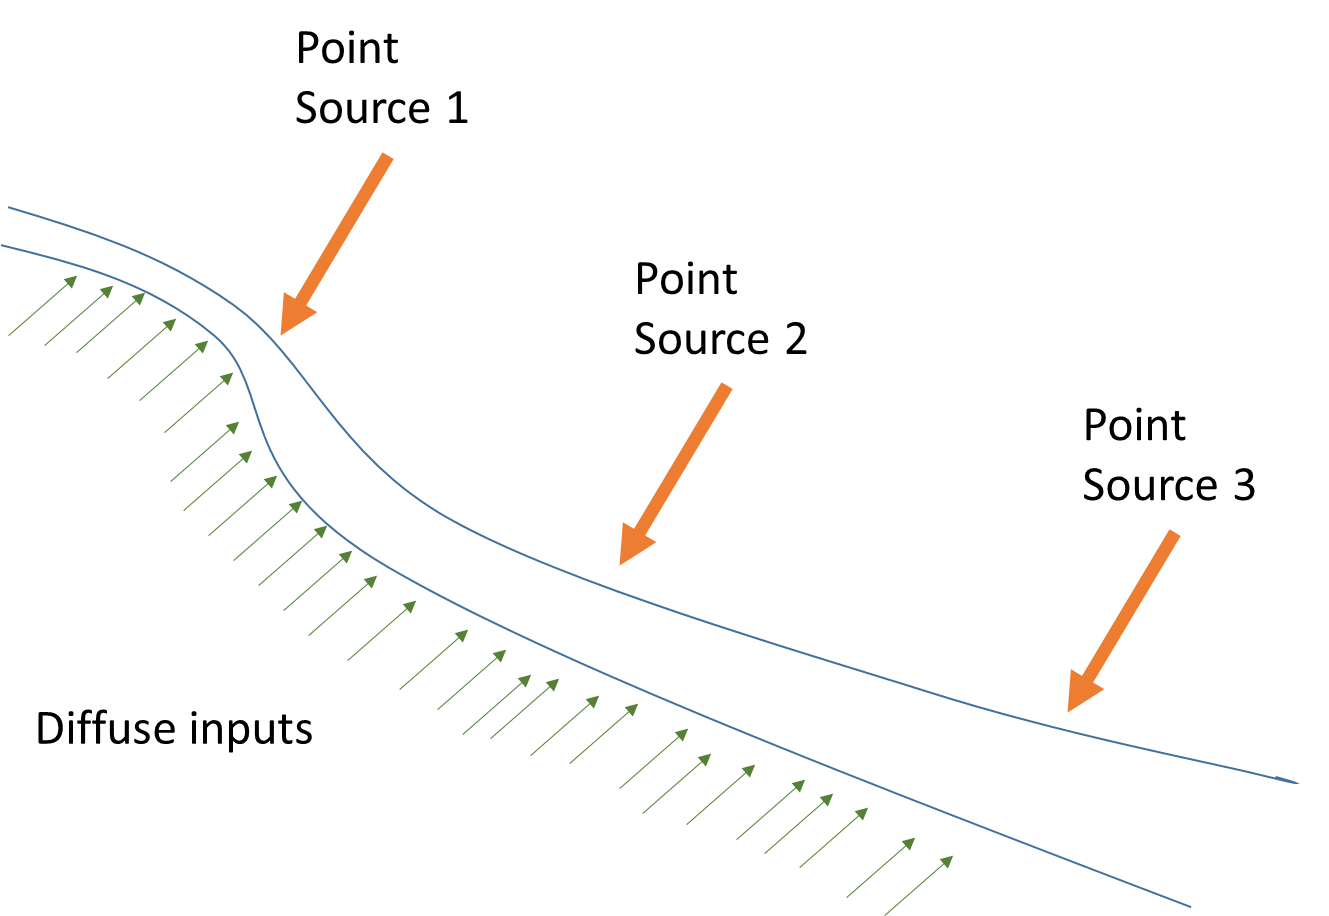 Point
Source 1
Point
Source 2
Point
Source 3
Diffuse inputs